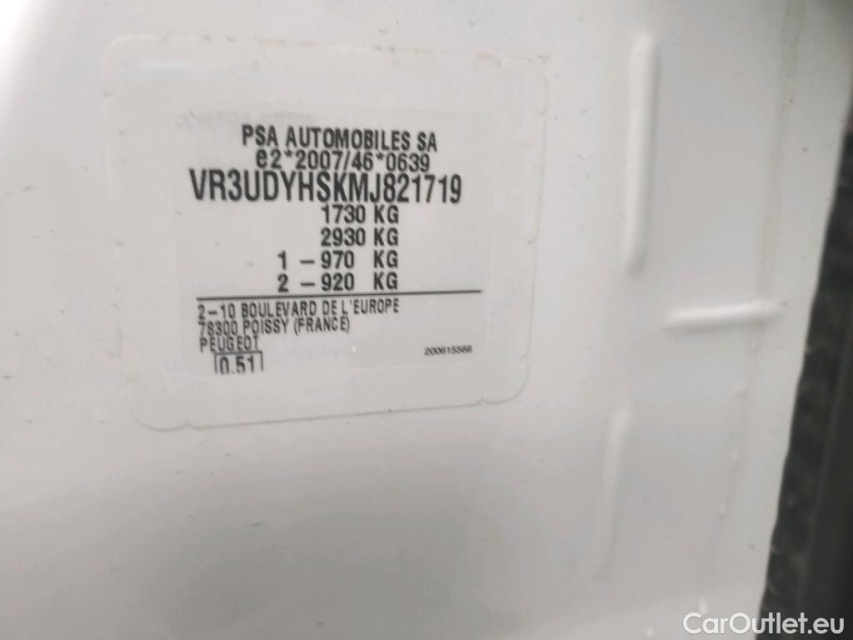 PSA AUTOMOBILES SA
e2*2007/46*0639
VR3UDYHSKMJ821719
1730 KG
2930 KG
1 – 970 KG
2 – 920 KG
2–10 BOULEVARD DE L'EUROPE
78300 POISSY (FRANCE)
PEUGEOT
0.51
200615588
CarOutlet.eu